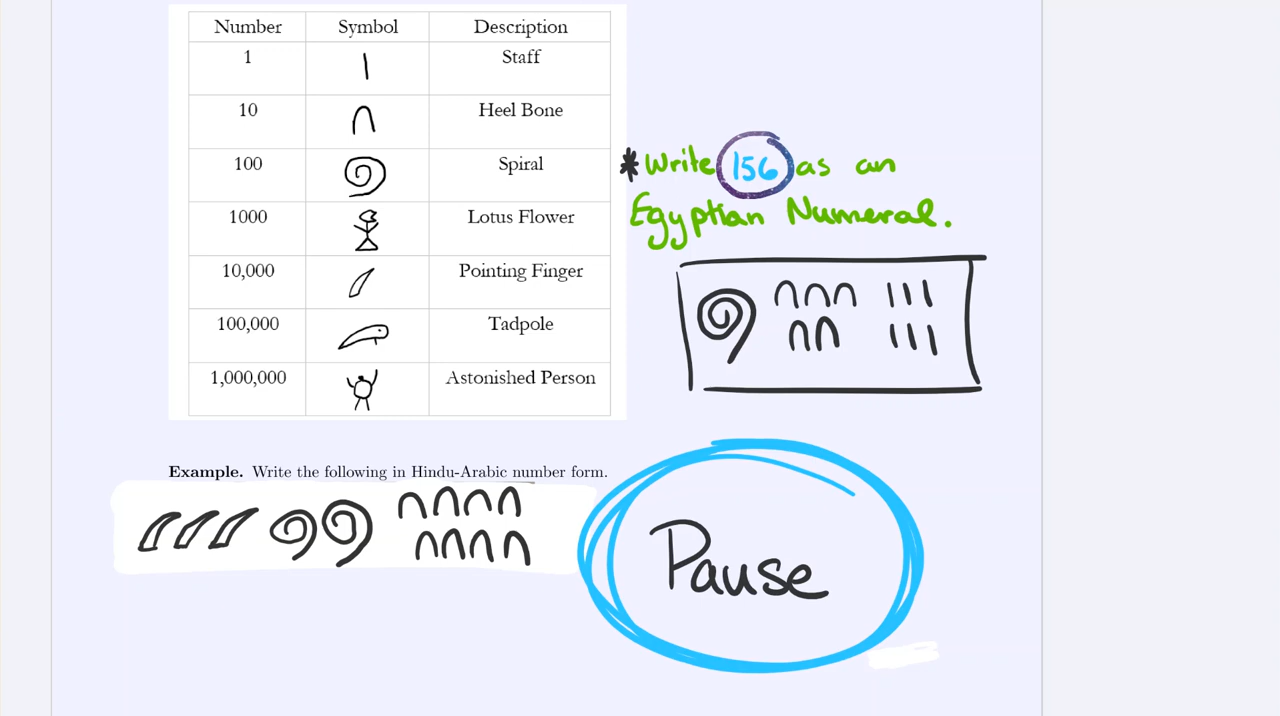 Number Symbol Description
1 Staff
10 Heel Bone
100 Spiral
1000 Lotus Flower
10,000 Pointing Finger
100,000 Tadpole
1,000,000 Astonished Person
*Write 156 as an
Egyptian Numeral.
Example. Write the following in Hindu-Arabic number form.
Pause